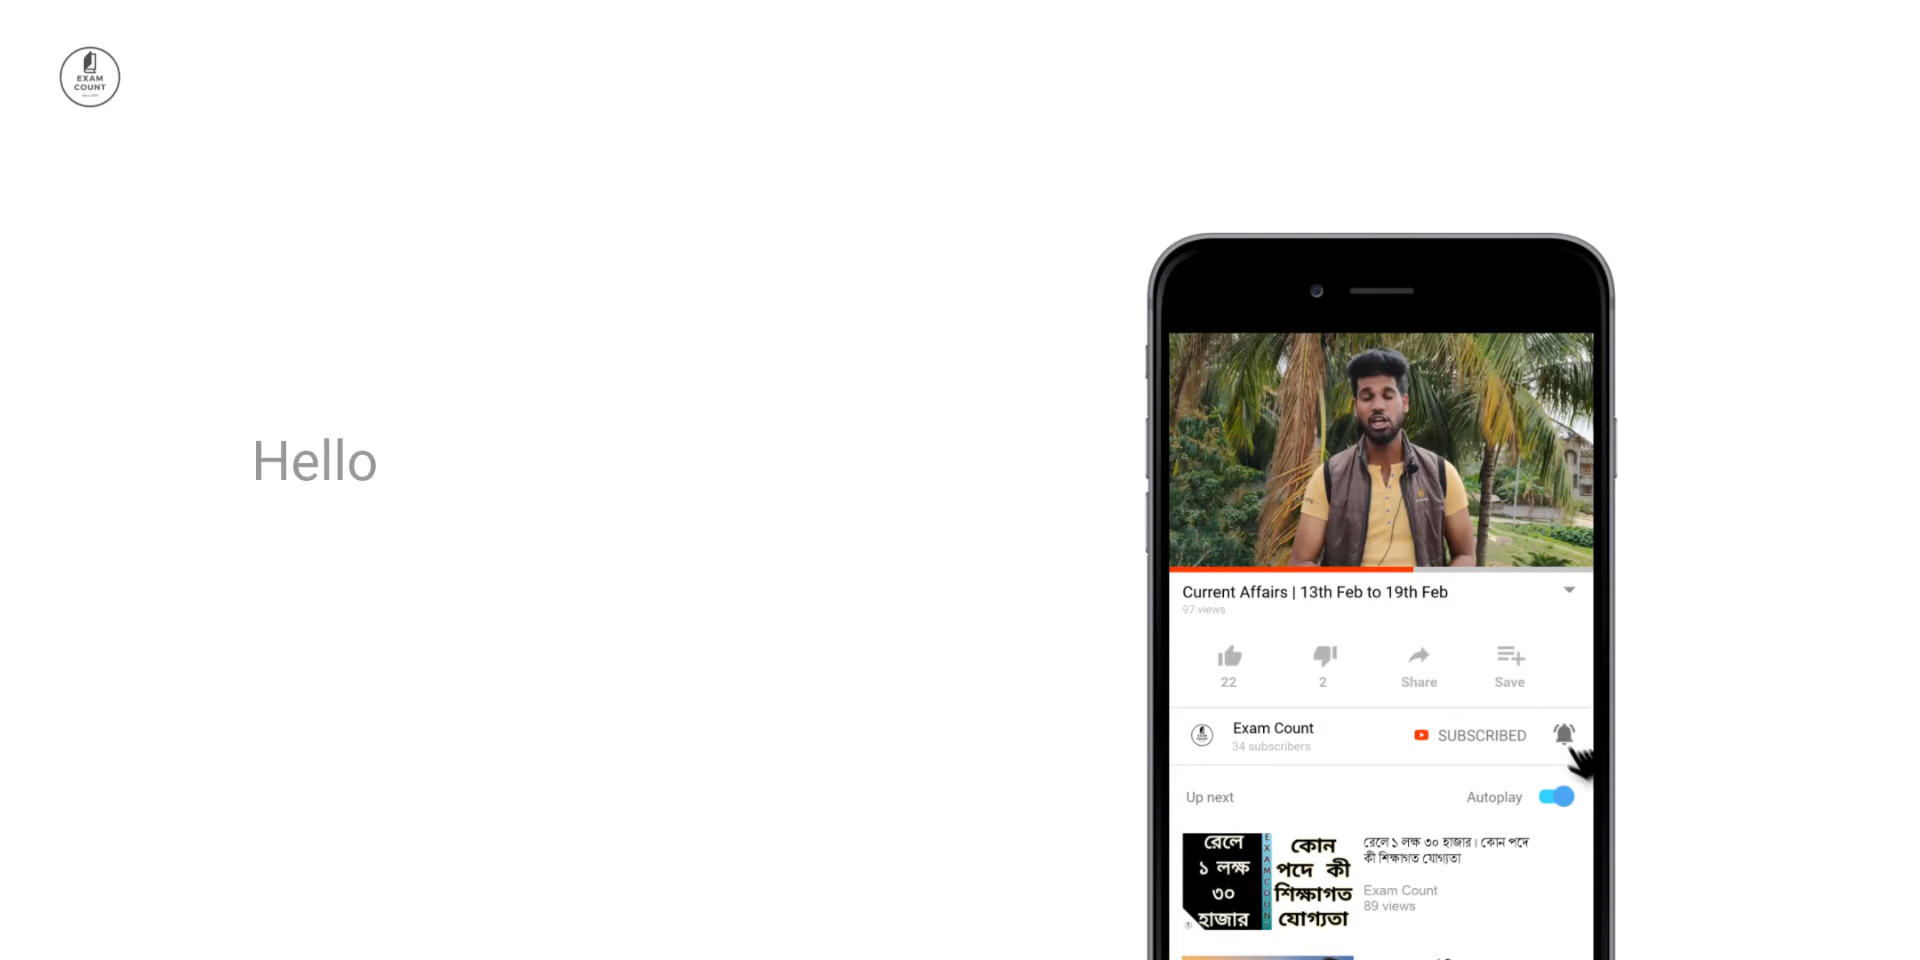 EXAM
COUNT
Hello
Current Affairs | 13th Feb to 19th Feb
97 views
22
2
Share
Save
Exam Count
34 subscribers
SUBSCRIBED
Up next
Autoplay
রেলে
১ লক্ষ
৩০
হাজার
EXAMCOUNT
কোন
পদে কী
শিক্ষাগত
যোগ্যতা
রেলে ১ লক্ষ ৩০ হাজার। কোন পদে
কী শিক্ষাগত যোগ্যতা
Exam Count
89 views